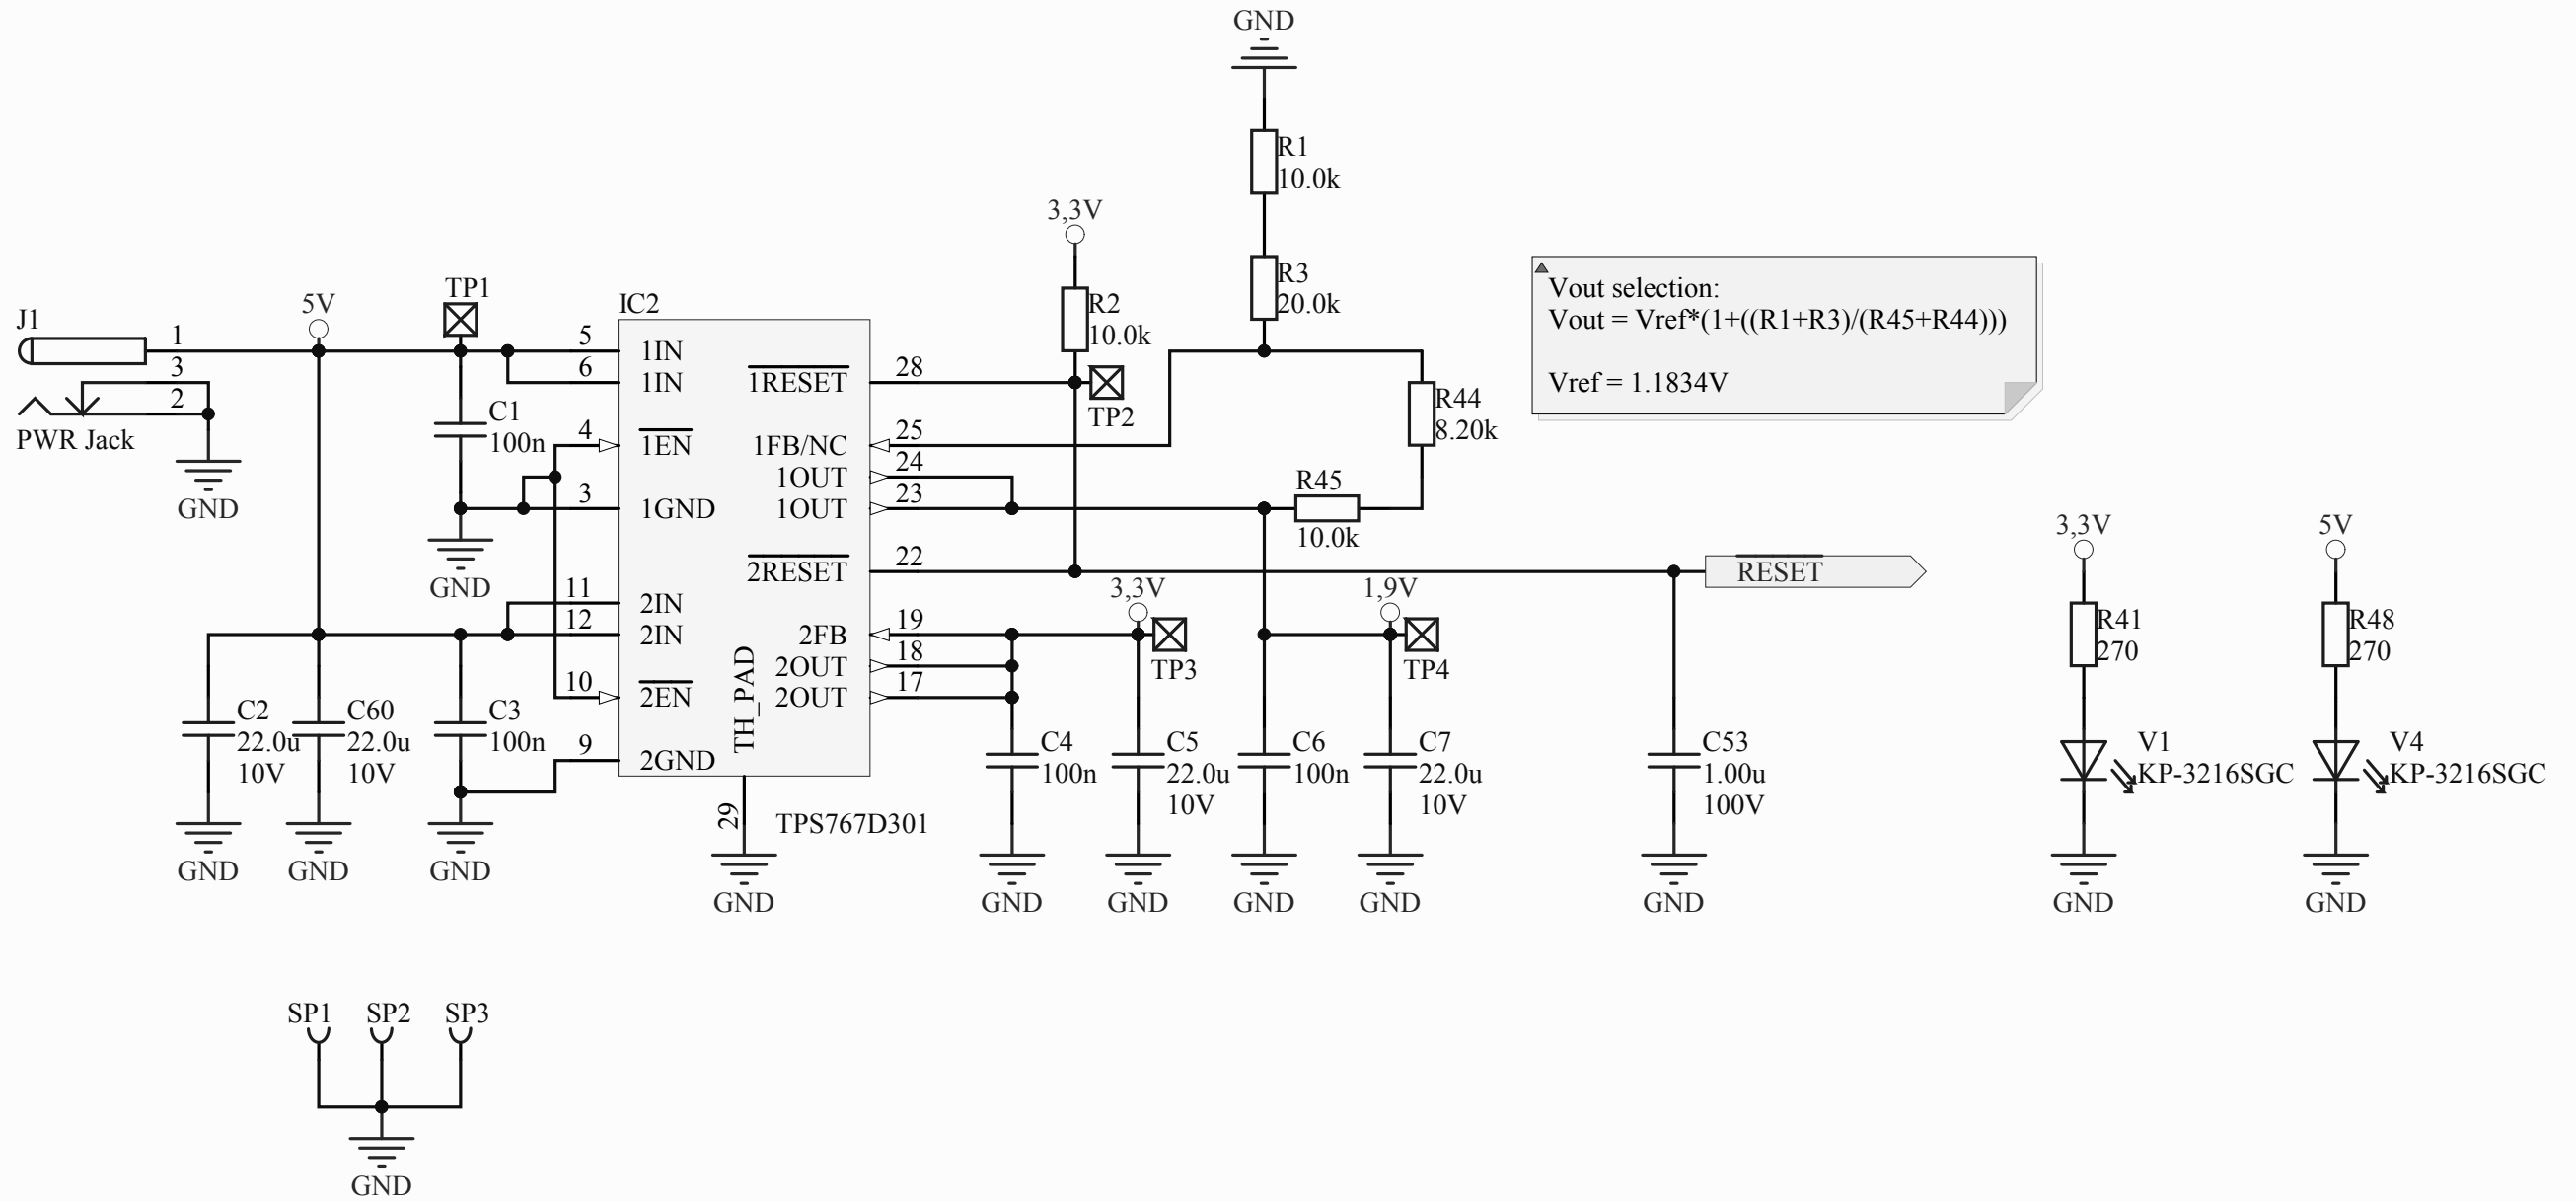 GND
R1
10.0k
3,3V
R3
20.0k
R2
10.0k
Vout selection:
Vout = Vref*(1+((R1+R3)/(R45+R44)))
Vref = 1.1834V
J1
1
3
2
PWR Jack
GND
5V
TP1
C1
100n
GND
IC2
5
1IN
6
1IN
4
1EN
3
1GND
11
2IN
12
2IN
10
2EN
9
2GND
TH_PAD
29
GND
TPS767D301
1RESET
28
TP2
1FB/NC
25
1OUT
24
1OUT
23
2RESET
22
2FB
19
2OUT
18
2OUT
17
R44
8.20k
R45
10.0k
RESET
3,3V
TP3
1,9V
TP4
C2
22.0u
10V
GND
C60
22.0u
10V
GND
C3
100n
GND
C4
100n
GND
C5
22.0u
10V
GND
C6
100n
GND
C7
22.0u
10V
GND
C53
1.00u
100V
GND
3,3V
R41
270
V1
KP-3216SGC
GND
5V
R48
270
V4
KP-3216SGC
GND
SP1
SP2
SP3
GND